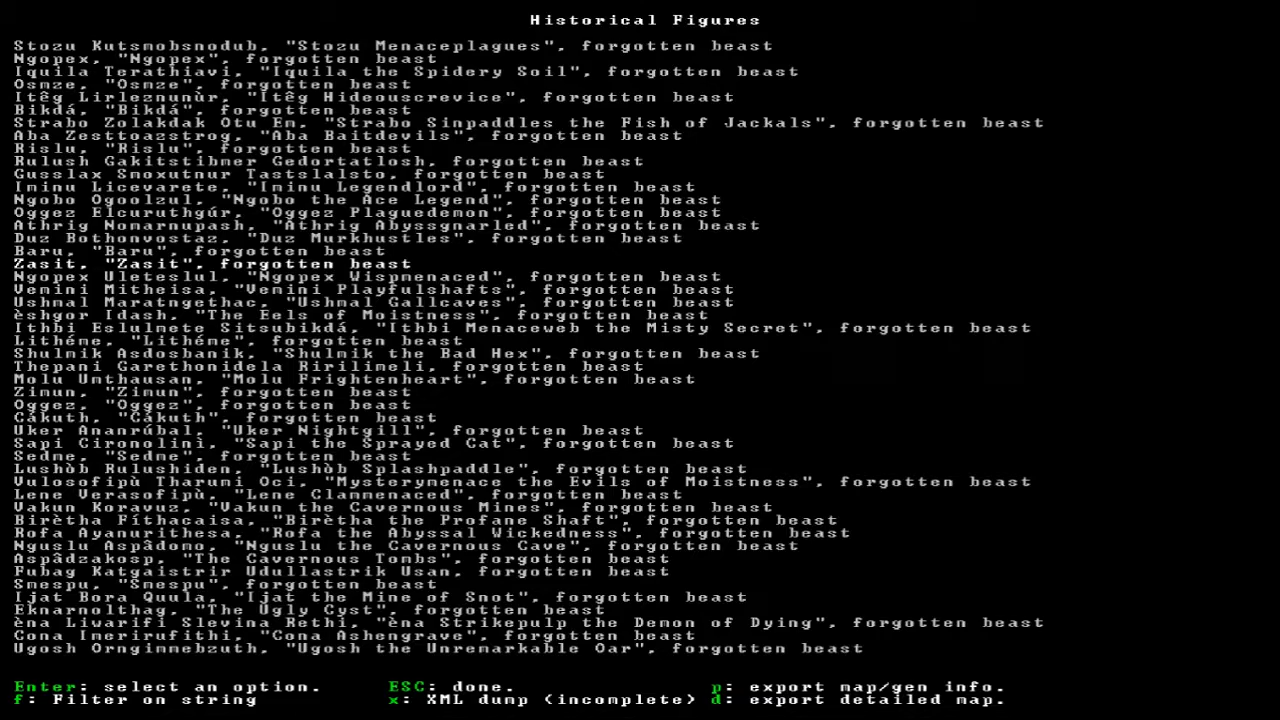 Historical Figures
Stozu Kutsmobsnodub, "Stozu Menaceplagues", forgotten beast
Ngopex, "Ngopex", forgotten beast
Iquila Terathiavi, "Iquila the Spidery Soil", forgotten beast
Osmze, "Osmze", forgotten beast
Itêg Lirleznunùr, "Itêg Hideouscrevice", forgotten beast
Bikdá, "Bikdá", forgotten beast
Strabo Zolakdak Otu Em, "Strabo Sinpaddles the Fish of Jackals", forgotten beast
Aba Zesttoazstrog, "Aba Baitdevils", forgotten beast
Rislu, "Rislu", forgotten beast
Rulush Gakitstibmer Gedortatlosh, forgotten beast
Gusslax Smoxutnur Tastslalsto, forgotten beast
Iminu Licevarete, "Iminu Legendlord", forgotten beast
Ngobo Ogoolzul, "Ngobo the Ace Legend", forgotten beast
Oggez Elcuruthgúr, "Oggez Plaguedemon", forgotten beast
Athrig Nomarnupash, "Athrig Abyssgnarled", forgotten beast
Duz Bothonvostaz, "Duz Murkhustles", forgotten beast
Baru, "Baru", forgotten beast
Zasit, "Zasit", forgotten beast
Ngopex Uleteslul, "Ngopex Wispmenaced", forgotten beast
Vemini Mitheisa, "Vemini Playfulshafts", forgotten beast
Ushmal Maratngethac, "Ushmal Gallcaves", forgotten beast
èshgor Idash, "The Eels of Moistness", forgotten beast
Ithbi Eslulmete Sitsubikdá, "Ithbi Menaceweb the Misty Secret", forgotten beast
Lithéme, "Lithéme", forgotten beast
Shulmik Asdosbanik, "Shulmik the Bad Hex", forgotten beast
Thepani Garethonidela Ririlimeli, forgotten beast
Molu Umthausan, "Molu Frightenheart", forgotten beast
Zimun, "Zimun", forgotten beast
Oggez, "Oggez", forgotten beast
Cákuth, "Cákuth", forgotten beast
Uker Ananrúbal, "Uker Nightgill", forgotten beast
Sapi Cironolinì, "Sapi the Sprayed Cat", forgotten beast
Sedme, "Sedme", forgotten beast
Lushòb Rulushiden, "Lushòb Splashpaddle", forgotten beast
Vulosofipù Tharumi Oci, "Mysterymenace the Evils of Moistness", forgotten beast
Lene Verasofipù, "Lene Clammenaced", forgotten beast
Vakun Koravuz, "Vakun the Cavernous Mines", forgotten beast
Birètha Fíthacaisa, "Birètha the Profane Shaft", forgotten beast
Rofa Ayanurithesa, "Rofa the Abyssal Wickedness", forgotten beast
Nguslu Aspâdomo, "Nguslu the Cavernous Cave", forgotten beast
Aspâdzakosp, "The Cavernous Tombs", forgotten beast
Fubag Katgaistrir Udullastrik Usan, forgotten beast
Smespu, "Smespu", forgotten beast
Ijat Bora Quula, "Ijat the Mine of Snot", forgotten beast
Eknarnolthag, "The Ugly Cyst", forgotten beast
èna Liwarifi Slevina Rethi, "èna Strikepulp the Demon of Dying", forgotten beast
Cona Imerirufithi, "Cona Ashengrave", forgotten beast
Ugosh Orngimmebzuth, "Ugosh the Unremarkable Oar", forgotten beast
Enter: select an option. ESC: done. p: export map/gen info.
f: Filter on string x: XML dump (incomplete) d: export detailed map.